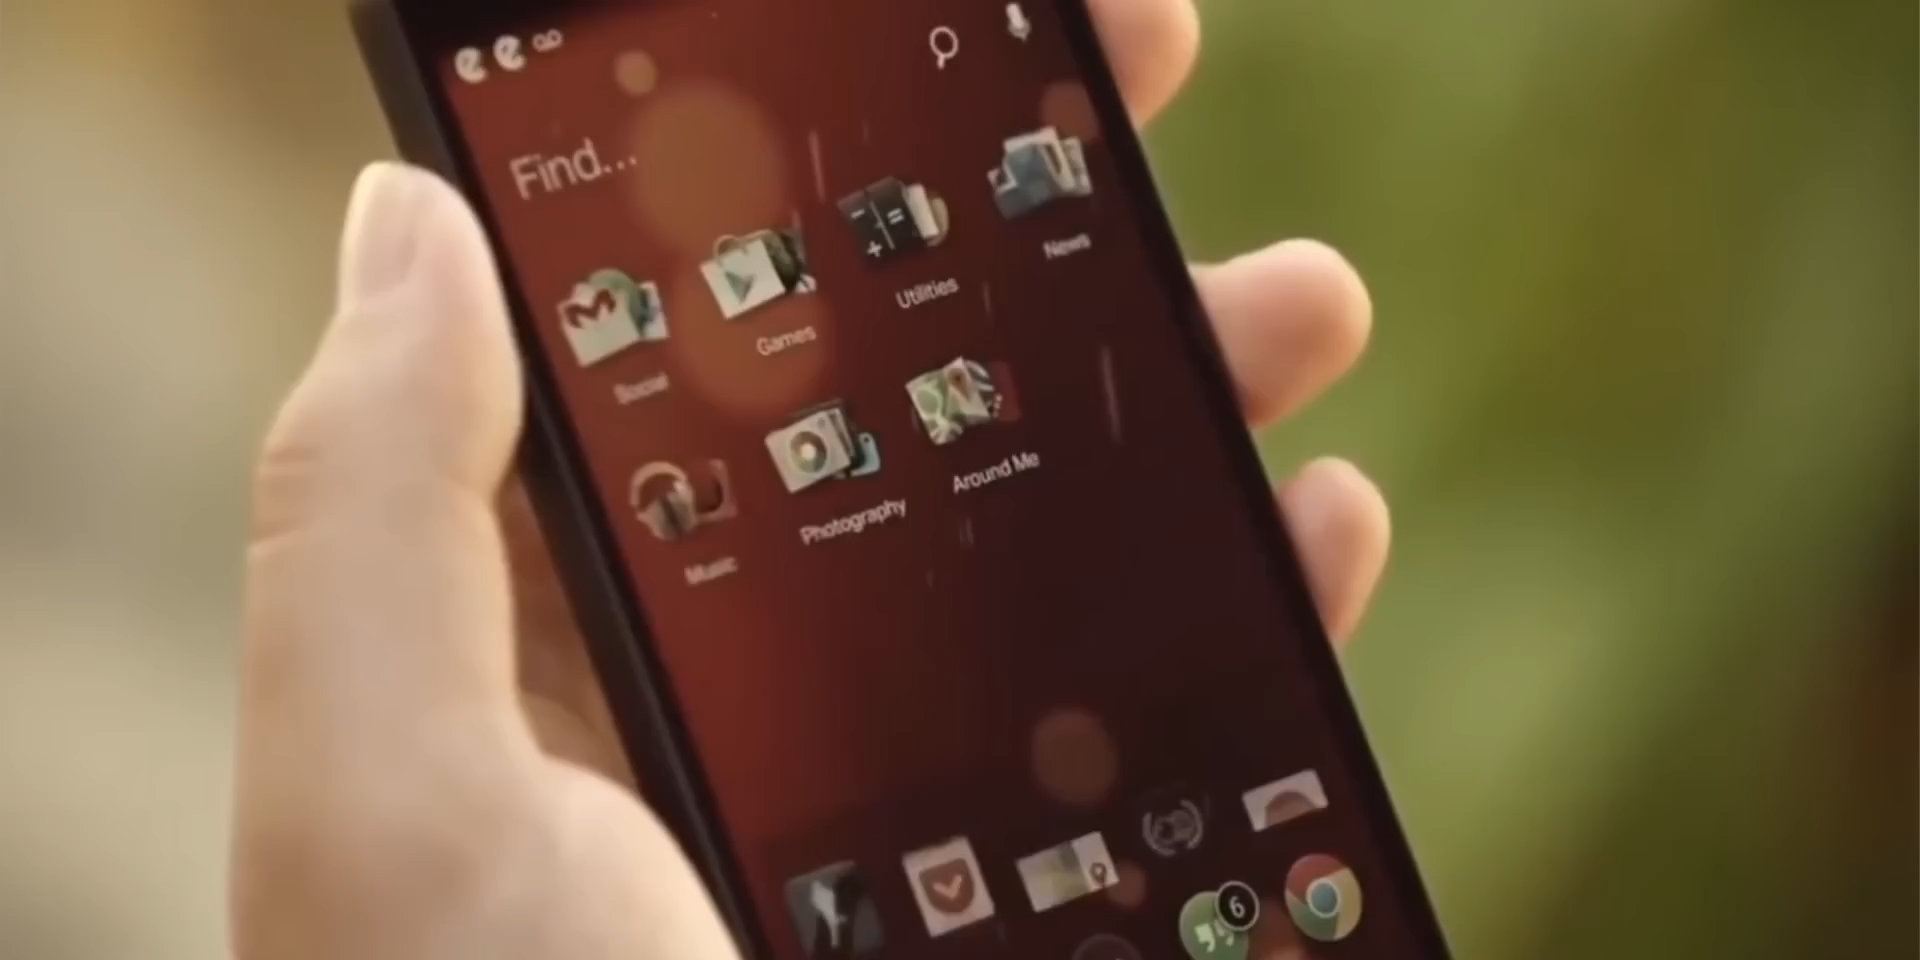 Find...
News
Utilities
Games
Social
Around Me
Photography
Music
6